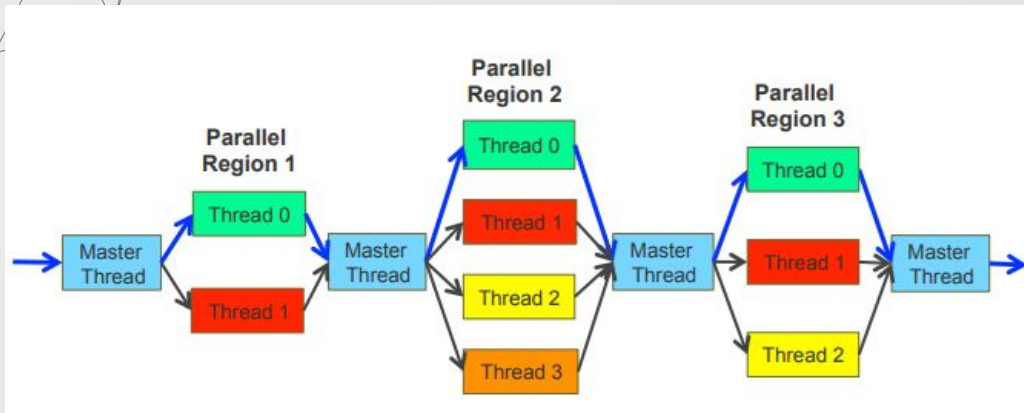 Parallel
Region 1
Parallel
Region 2
Parallel
Region 3
Master
Thread
Thread 0
Thread 1
Master
Thread
Thread 0
Thread 1
Thread 2
Thread 3
Master
Thread
Thread 0
Thread 1
Thread 2
Master
Thread